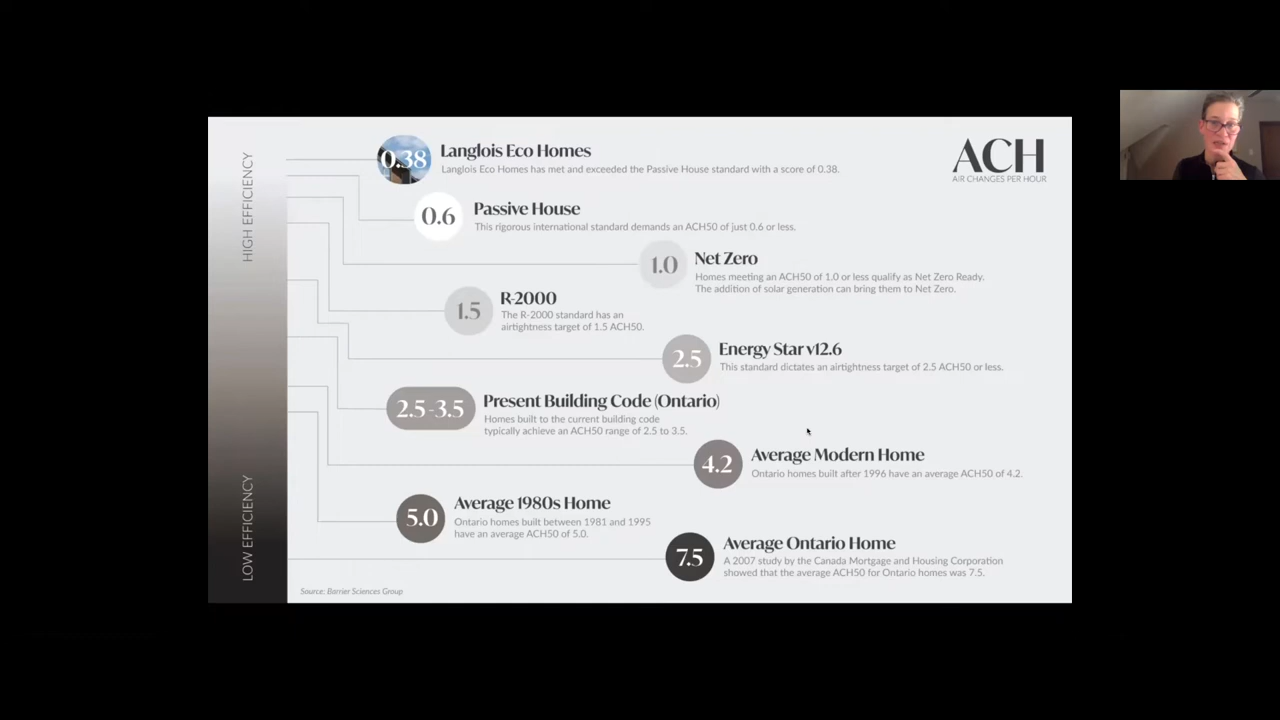 HIGH EFFICIENCY
LOW EFFICIENCY
ACH
AIR CHANGES PER HOUR
0.38
Langlois Eco Homes
Langlois Eco Homes has met and exceeded the Passive House standard with a score of 0.38.
0.6
Passive House
This rigorous international standard demands an ACH50 of just 0.6 or less.
1.0
Net Zero
Homes meeting an ACH50 of 1.0 or less qualify as Net Zero Ready.
The addition of solar generation can bring them to Net Zero.
1.5
R-2000
The R-2000 standard has an
airtightness target of 1.5 ACH50.
2.5
Energy Star v12.6
This standard dictates an airtightness target of 2.5 ACH50 or less.
2.5 -3.5
Present Building Code (Ontario)
Homes built to the current building code
typically achieve an ACH50 range of 2.5 to 3.5.
4.2
Average Modern Home
Ontario homes built after 1996 have an average ACH50 of 4.2.
5.0
Average 1980s Home
Ontario homes built between 1981 and 1995
have an average ACH50 of 5.0.
7.5
Average Ontario Home
A 2007 study by the Canada Mortgage and Housing Corporation
showed that the average ACH50 for Ontario homes was 7.5.
Source: Barrier Sciences Group